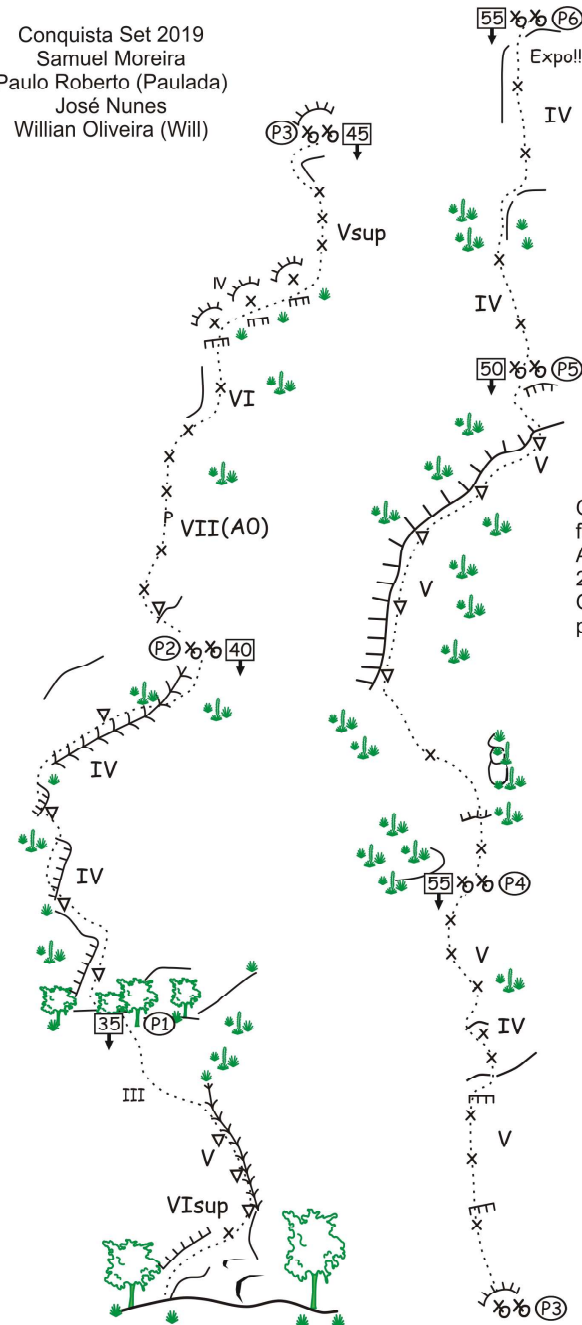 Conquista Set 2019
Samuel Moreira
Paulo Roberto (Paulada)
José Nunes
Willian Oliveira (Will)
P3 45
Vsup
IV
VI
VII(A0)
P2 40
IV
IV
35 P1
III
V
VIsup
55 P6
Expo!!
IV
IV
50 P5
V
V
55 P4
V
IV
V
P3